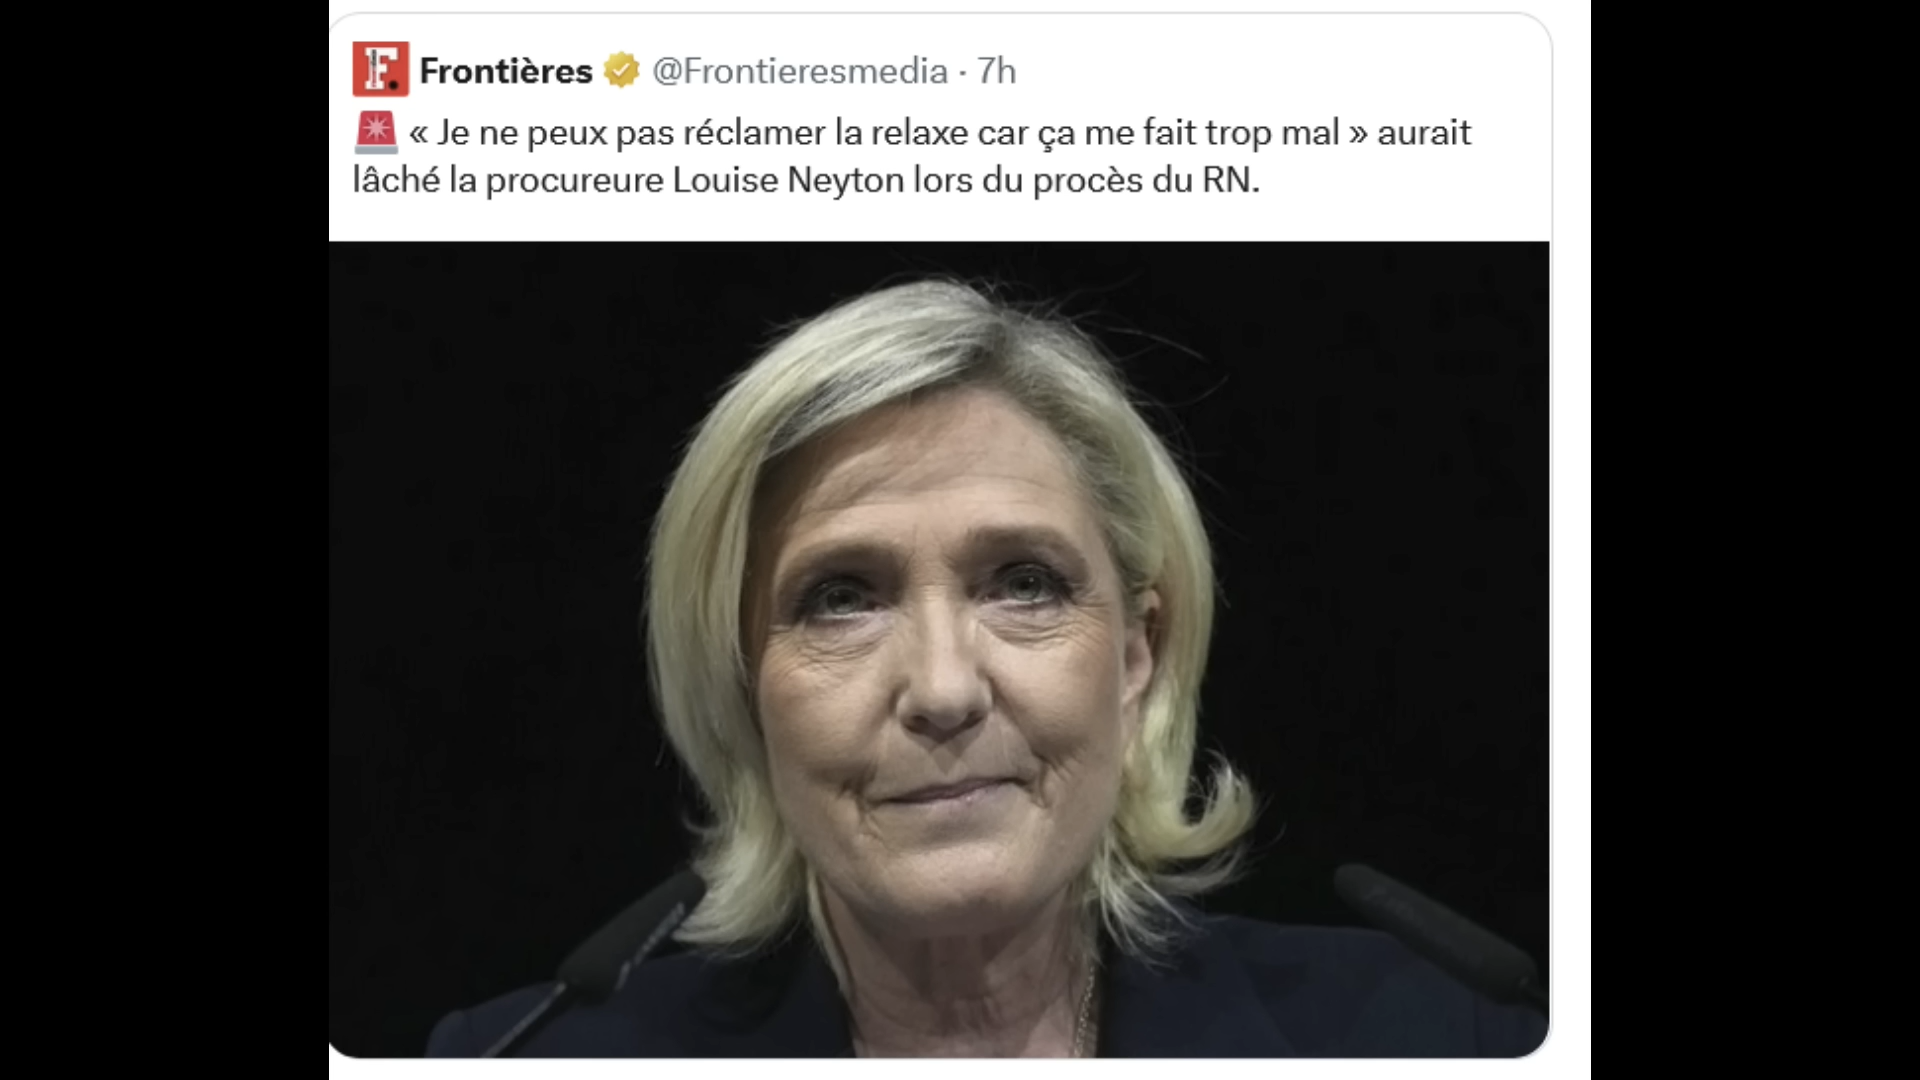 F.
Frontières @Frontieresmedia · 7h
🚨 « Je ne peux pas réclamer la relaxe car ça me fait trop mal » aurait
lâché la procureure Louise Neyton lors du procès du RN.